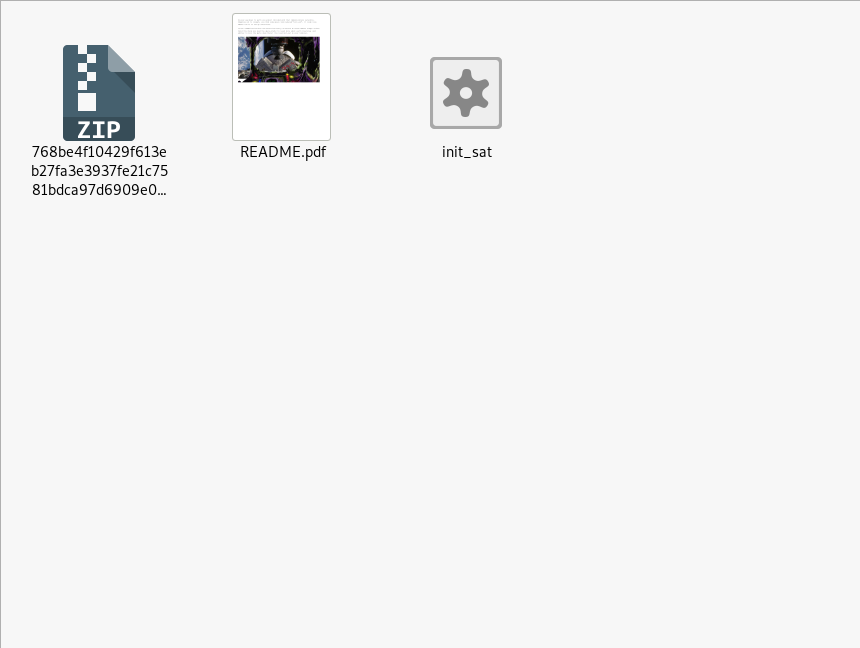 ZIP
768be4f10429f613e
b27fa3e3937fe21c75
81bdca97d6909e0...
README.pdf
init_sat